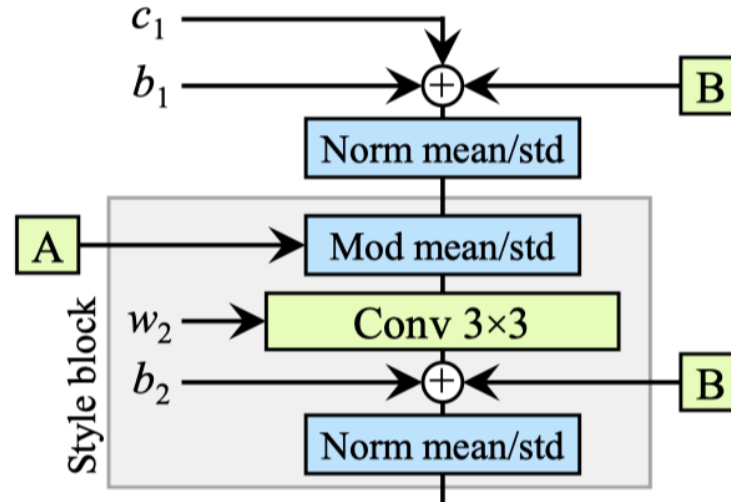 c₁
b₁ + B
Norm mean/std
A Mod mean/std
w₂ Conv 3×3
b₂ + B
Norm mean/std
Style block